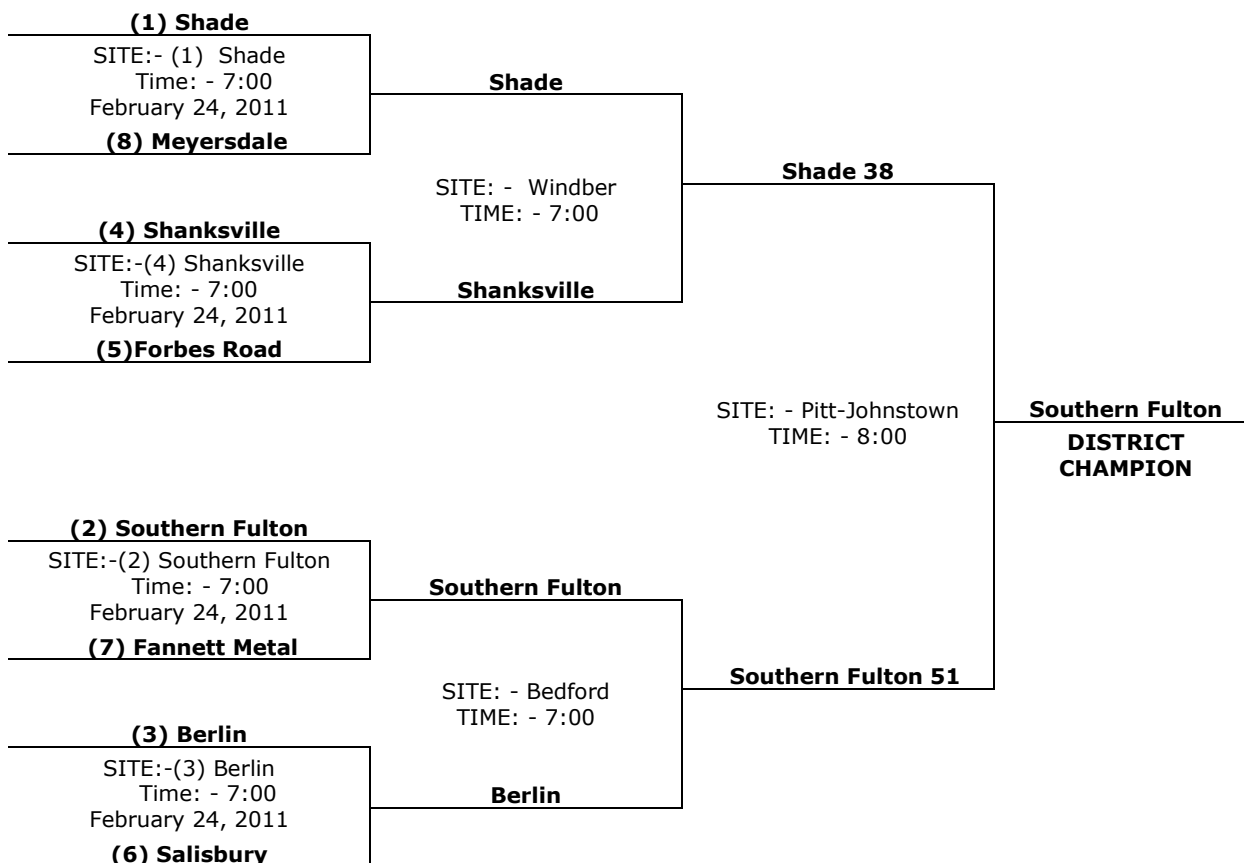 (1) Shade
SITE:- (1) Shade
Time: - 7:00
February 24, 2011
(8) Meyersdale
Shade
SITE: - Windber
TIME: - 7:00
Shade 38
(4) Shanksville
SITE:-(4) Shanksville
Time: - 7:00
February 24, 2011
(5)Forbes Road
Shanksville
SITE: - Pitt-Johnstown
TIME: - 8:00
Southern Fulton
DISTRICT
CHAMPION
(2) Southern Fulton
SITE:-(2) Southern Fulton
Time: - 7:00
February 24, 2011
(7) Fannett Metal
Southern Fulton
SITE: - Bedford
TIME: - 7:00
Southern Fulton 51
(3) Berlin
SITE:-(3) Berlin
Time: - 7:00
February 24, 2011
(6) Salisbury
Berlin